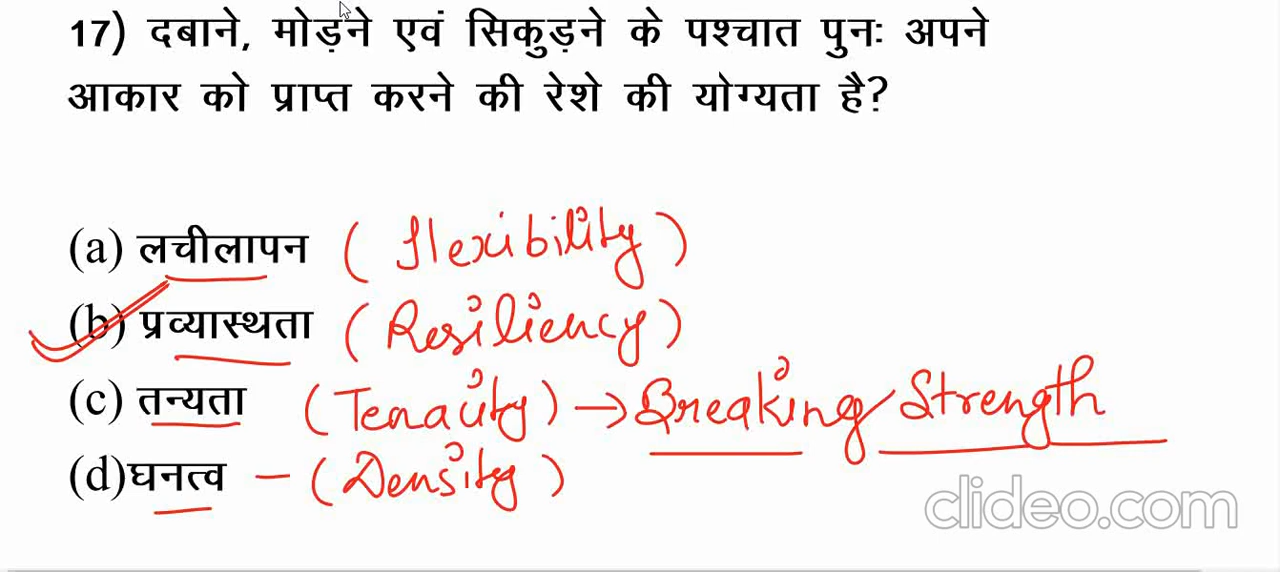 17) दबाने, मोड़ने एवं सिकुड़ने के पश्चात पुनः अपने
आकार को प्राप्त करने की रेशे की योग्यता है?
(a) लचीलापन (flexibility)
(b) प्रव्यास्थता (Resiliency)
(c) तन्यता (Tenacity) → Breaking Strength
(d)घनत्व - (Density)
clideo.com